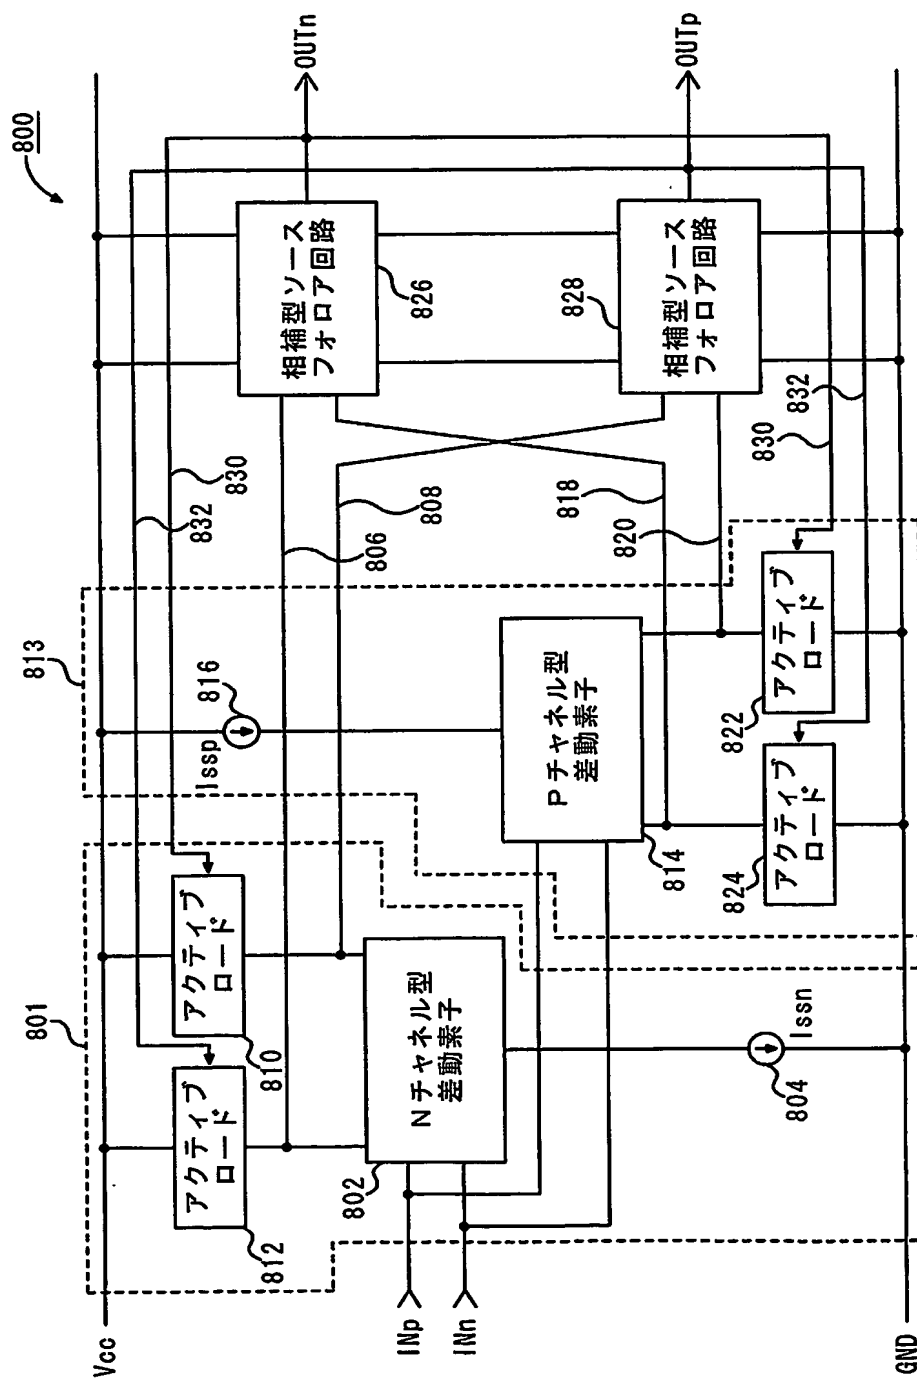 800
Vcc
GND
INp
INn
OUTn
OUTp
801
813
アクティブ
ロード
812
アクティブ
ロード
810
832
830
806
808
818
820
Issp
816
Nチャネル型
差動素子
802
Pチャネル型
差動素子
814
相補型ソース
フォロア回路
826
相補型ソース
フォロア回路
828
Issn
804
アクティブ
ロード
824
アクティブ
ロード
822
830
832